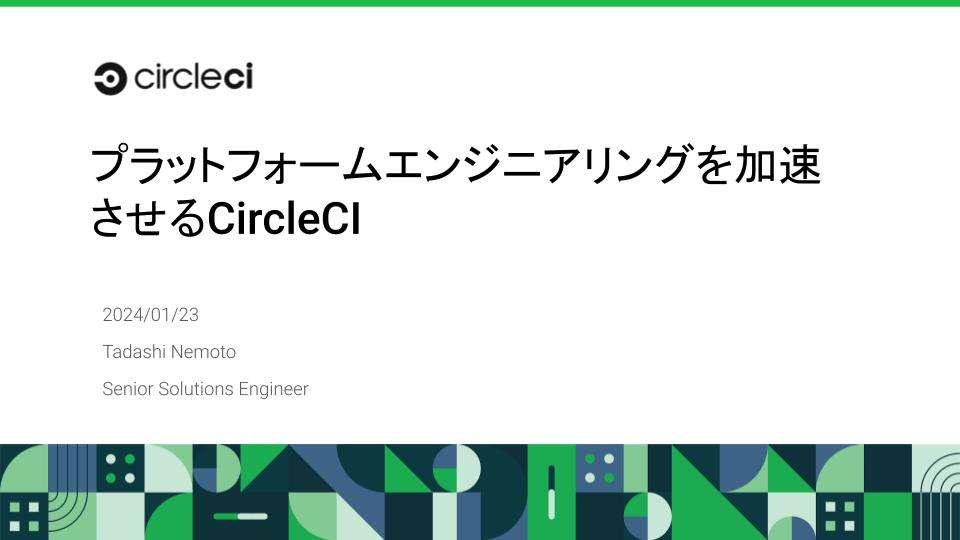 circleci
プラットフォームエンジニアリングを加速
させるCircleCI
2024/01/23
Tadashi Nemoto
Senior Solutions Engineer